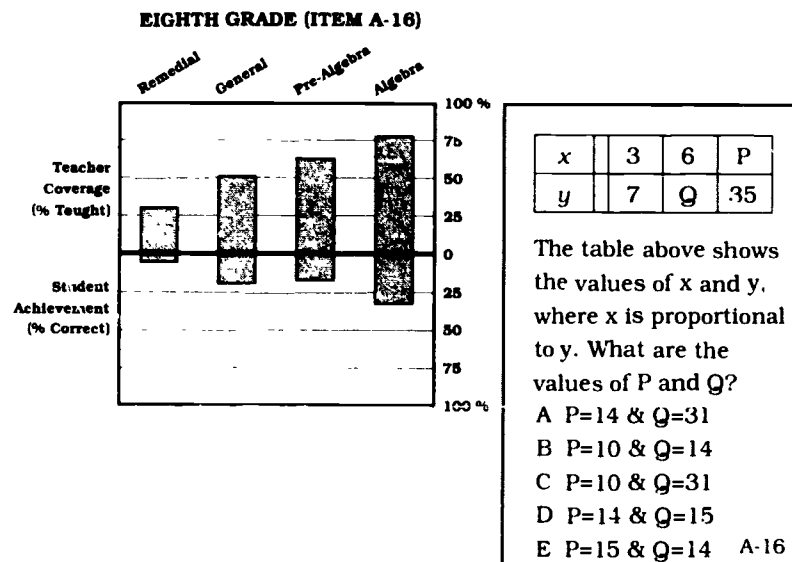 EIGHTH GRADE (ITEM A-16)
Remedial
General
Pre-Algebra
Algebra
100 %
75
50
25
0
25
50
75
100 %
Teacher
Coverage
(% Taught)
Student
Achievement
(% Correct)
x 3 6 P
y 7 Q 35
The table above shows
the values of x and y,
where x is proportional
to y. What are the
values of P and Q?
A P=14 & Q=31
B P=10 & Q=14
C P=10 & Q=31
D P=14 & Q=15
E P=15 & Q=14 A-16